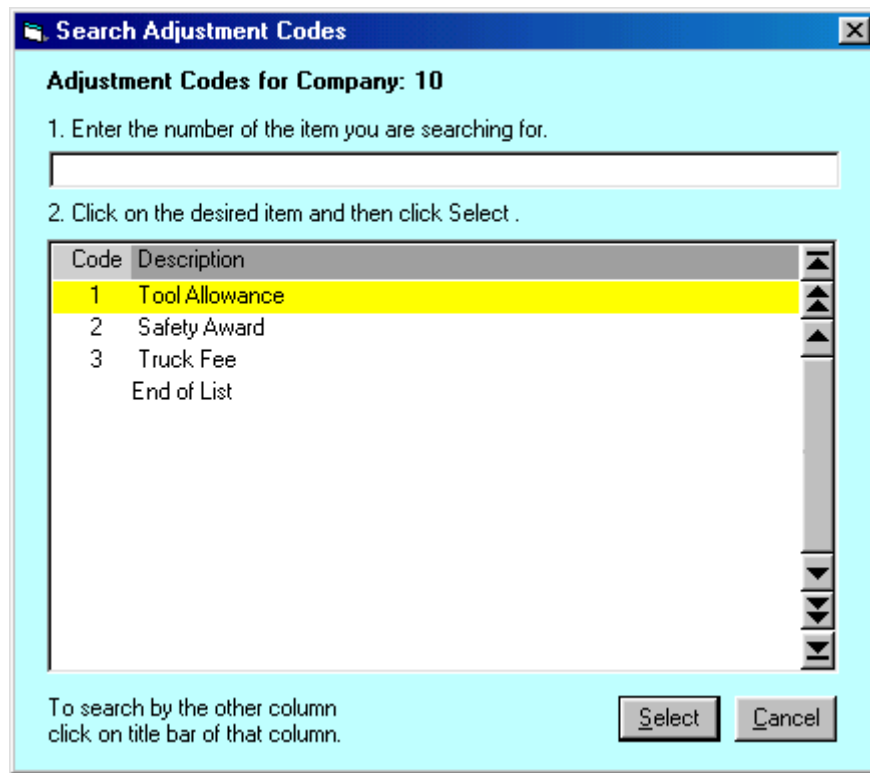 Search Adjustment Codes
Adjustment Codes for Company: 10
1. Enter the number of the item you are searching for.
2. Click on the desired item and then click Select .
Code Description
1 Tool Allowance
2 Safety Award
3 Truck Fee
End of List
To search by the other column
click on title bar of that column.
Select Cancel